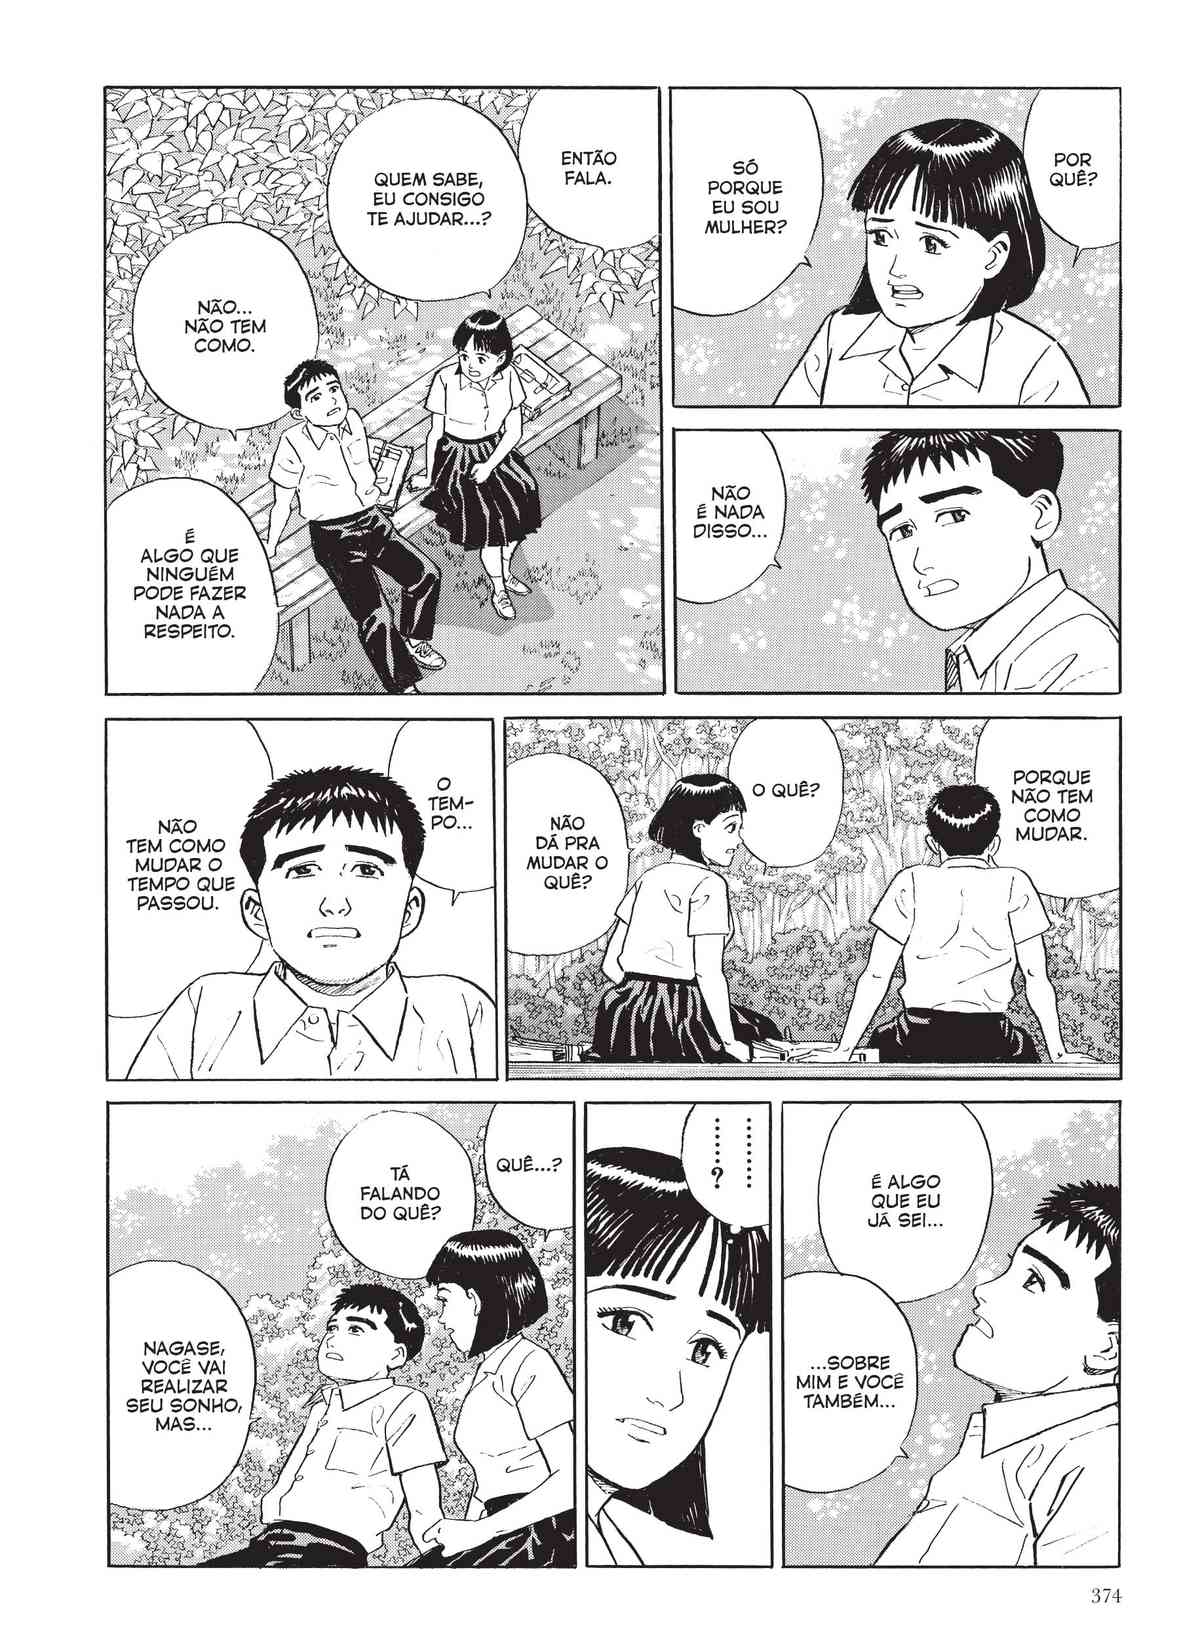 POR
QUÊ?
SÓ
PORQUE
EU SOU
MULHER?
NÃO
É NADA
DISSO...
ENTÃO
FALA.
QUEM SABE,
EU CONSIGO
TE AJUDAR...?
NÃO...
NÃO TEM
COMO.
É
ALGO QUE
NINGUÉM
PODE FAZER
NADA A
RESPEITO.
PORQUE
NÃO TEM
COMO
MUDAR.
O QUÊ?
NÃO
DÁ PRA
MUDAR O
QUÊ?
O
TEM-
PO...
NÃO
TEM COMO
MUDAR O
TEMPO QUE
PASSOU.
É ALGO
QUE EU
JÁ SEI...
...SOBRE
MIM E VOCÊ
TAMBÉM...
........
........?
QUÊ...?
TÁ
FALANDO
DO QUÊ?
NAGASE,
VOCÊ VAI
REALIZAR
SEU SONHO,
MAS...
374